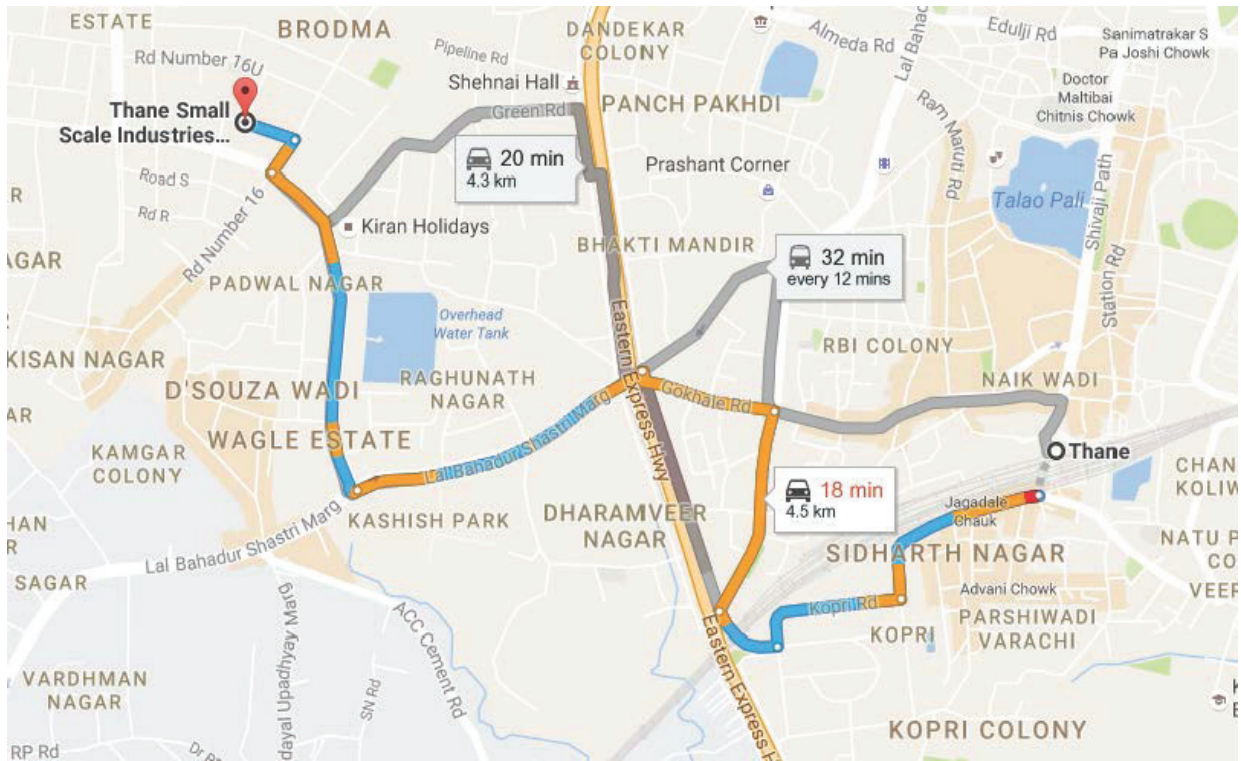 ESTATE
BRODMA
Rd Number 16U
Pipeline Rd
DANDEKAR
COLONY
Almeda Rd
Lal Bahad
Edulji Rd
Sanimatrakar S
Pa Joshi Chowk
Shehnai Hall
Thane Small
Scale Industries...
Green Rd
PANCH PAKHDI
Ram Maruti Rd
Doctor
Maltibai
Chitnis Chowk
20 min
4.3 km
Prashant Corner
Road S
Rd R
Rd Number 16
Kiran Holidays
Talao Pali
Shivaji Path
Station Rd
BHAKTI MANDIR
32 min
every 12 mins
AGAR
PADWAL NAGAR
Overhead
Water Tank
Eastern Express Hwy
RBI COLONY
KISAN NAGAR
D'SOUZA WADI
RAGHUNATH
NAGAR
Gokhale Rd
NAIK WADI
WAGLE ESTATE
Lal Bahadur Shastri Marg
Thane
KAMGAR
COLONY
18 min
4.5 km
CHAN
KOLIW
Jagadale
Chauk
KASHISH PARK
DHARAMVEER
NAGAR
SIDHARTH NAGAR
NATU P
CO
HAN
R
Lal Bahadur Shastri Marg
SAGAR
Advani Chowk
VEER
Kopri Rd
KOPRI
PARSHIWADI
VARACHI
ACC Cement Rd
dayal Upadhyay Marg
SN Rd
Eastern Express H
VARDHMAN
NAGAR
KOPRI COLONY
RP Rd